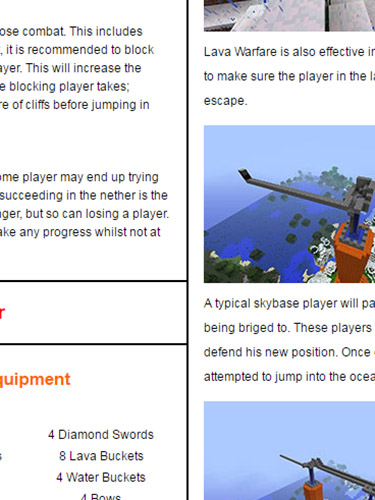 ose combat. This includes
, it is recommended to block
ayer. This will increase the
e blocking player takes;
re of cliffs before jumping in
ome player may end up trying
succeeding in the nether is the
nger, but so can losing a player.
ake any progress whilst not at
r
quipment
4 Diamond Swords
s 8 Lava Buckets
4 Water Buckets
4 Bows
Lava Warfare is also effective in
to make sure the player in the la
escape.
A typical skybase player will pa
being briged to. These players
defend his new position. Once
attempted to jump into the ocea